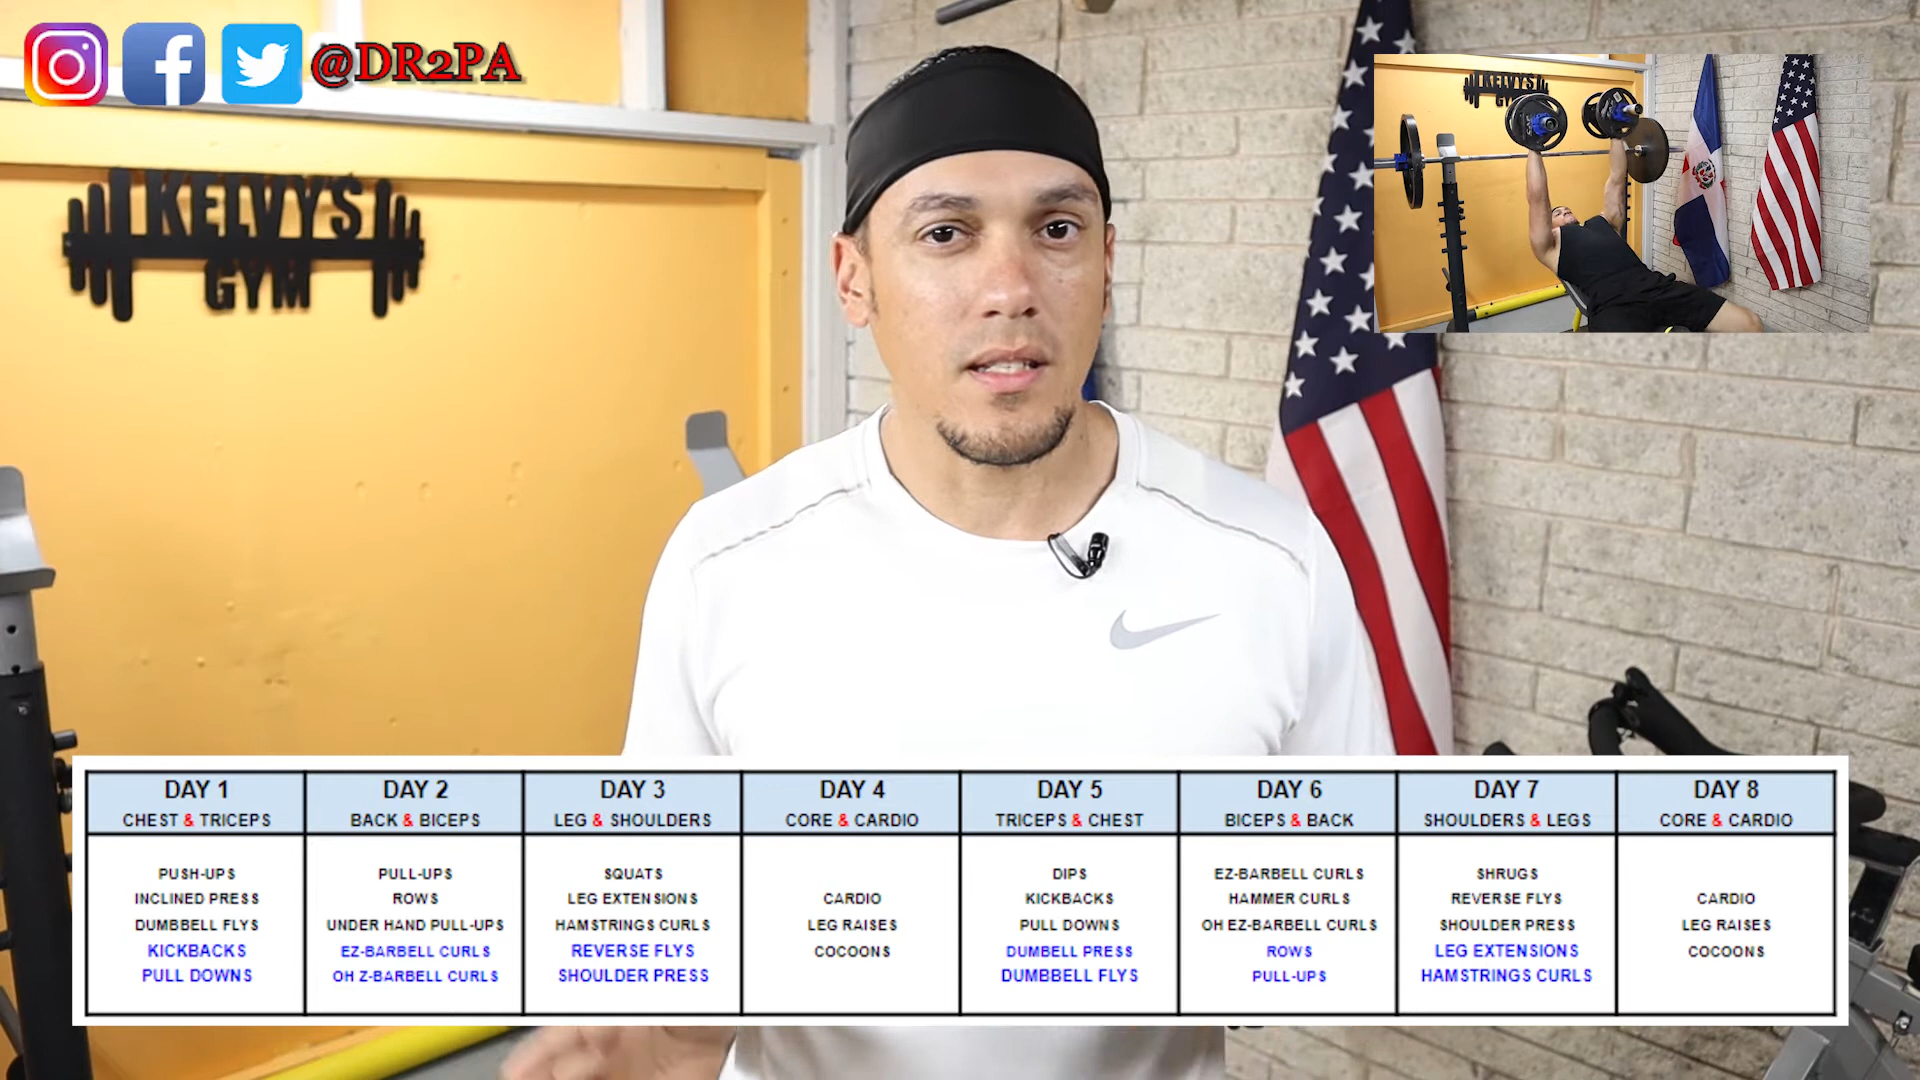 @DR2PA
KELVYS
GYM
KELVYS
GYM
DAY 1
CHEST & TRICEPS
PUSH-UPS
INCLINED PRESS
DUMBBELL FLYS
KICKBACKS
PULL DOWNS
DAY 2
BACK & BICEPS
PULL-UPS
ROWS
UNDER HAND PULL-UPS
EZ-BARBELL CURLS
OH Z-BARBELL CURLS
DAY 3
LEG & SHOULDERS
SQUATS
LEG EXTENSIONS
HAMSTRINGS CURLS
REVERSE FLYS
SHOULDER PRESS
DAY 4
CORE & CARDIO
CARDIO
LEG RAISES
COCOONS
DAY 5
TRICEPS & CHEST
DIPS
KICKBACKS
PULL DOWNS
DUMBELL PRESS
DUMBBELL FLYS
DAY 6
BICEPS & BACK
EZ-BARBELL CURLS
HAMMER CURLS
OH EZ-BARBELL CURLS
ROWS
PULL-UPS
DAY 7
SHOULDERS & LEGS
SHRUGS
REVERSE FLYS
SHOULDER PRESS
LEG EXTENSIONS
HAMSTRINGS CURLS
DAY 8
CORE & CARDIO
CARDIO
LEG RAISES
COCOONS